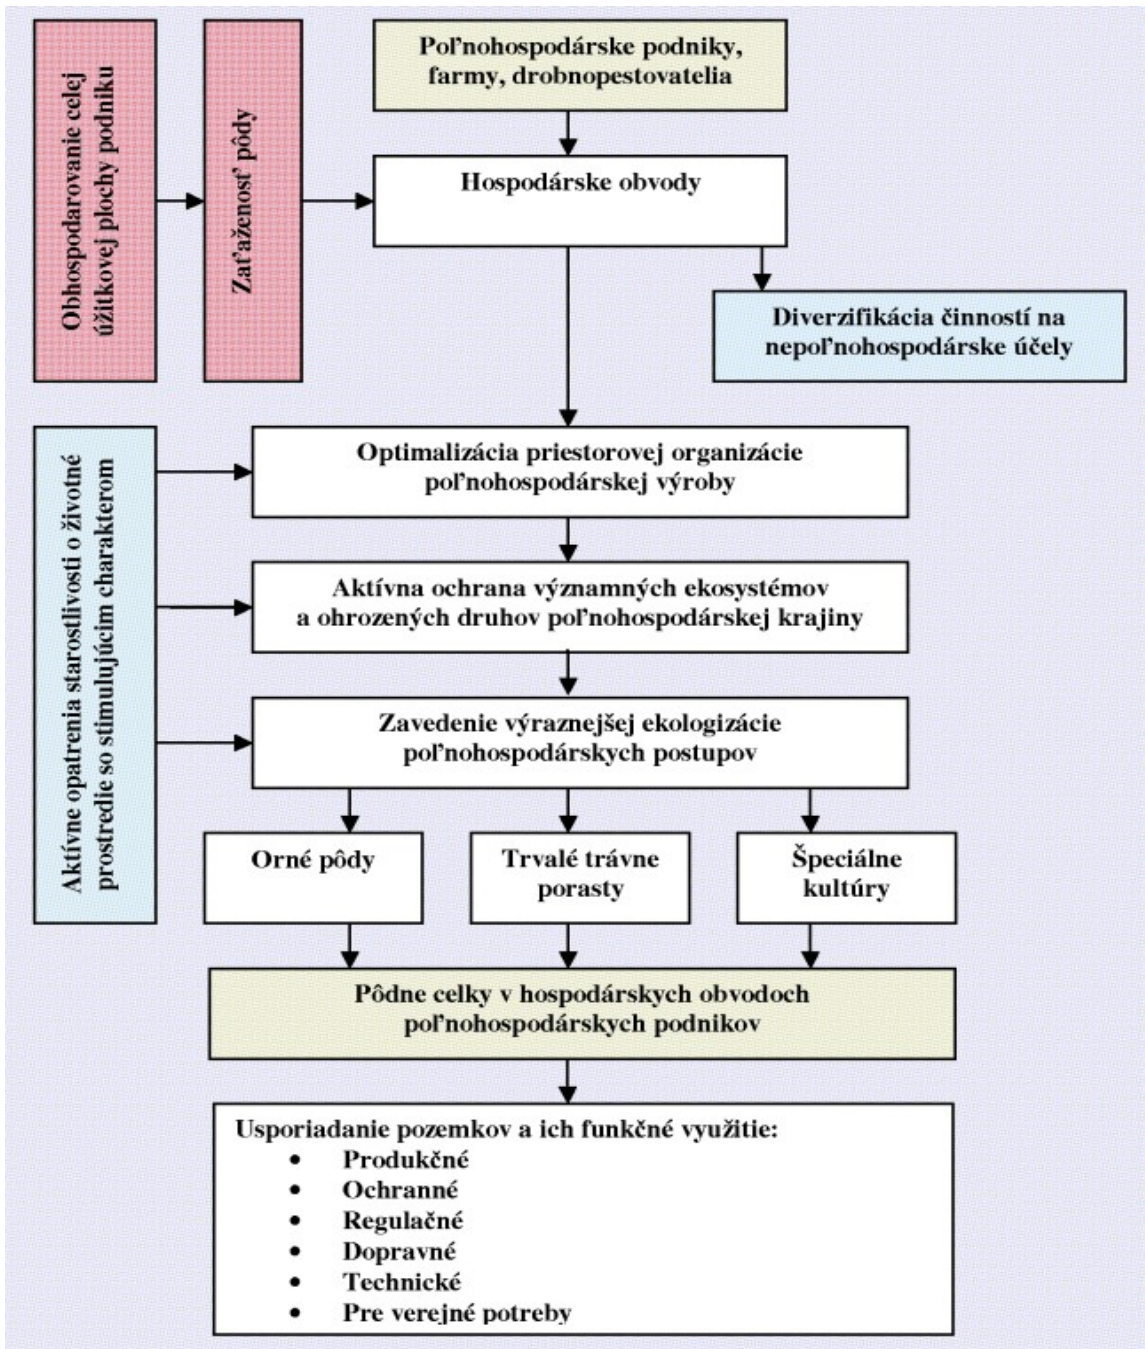 Obhospodarovanie celej
úžitkovej plochy podniku
Zaťaženosť pôdy
Poľnohospodárske podniky,
farmy, drobnopestovatelia
Hospodárske obvody
Diverzifikácia činností na
nepoľnohospodárske účely
Aktívne opatrenia starostlivosti o životné
prostredie so stimulujúcim charakterom
Optimalizácia priestorovej organizácie
poľnohospodárskej výroby
Aktívna ochrana významných ekosystémov
a ohrozených druhov poľnohospodárskej krajiny
Zavedenie výraznejšej ekologizácie
poľnohospodárskych postupov
Orné pôdy
Trvalé trávne
porasty
Špeciálne
kultúry
Pôdne celky v hospodárskych obvodoch
poľnohospodárskych podnikov
Usporiadanie pozemkov a ich funkčné využitie:
• Produkčné
• Ochranné
• Regulačné
• Dopravné
• Technické
• Pre verejné potreby